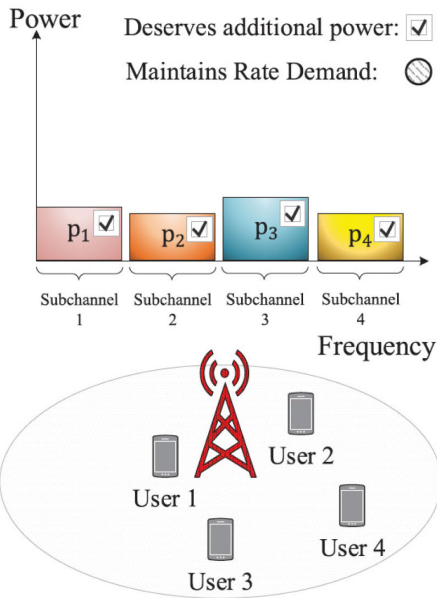 Power
Deserves additional power:
Maintains Rate Demand:
p₁ p₂ p₃ p₄
Subchannel Subchannel Subchannel Subchannel
1 2 3 4
Frequency
User 2
User 1
User 4
User 3